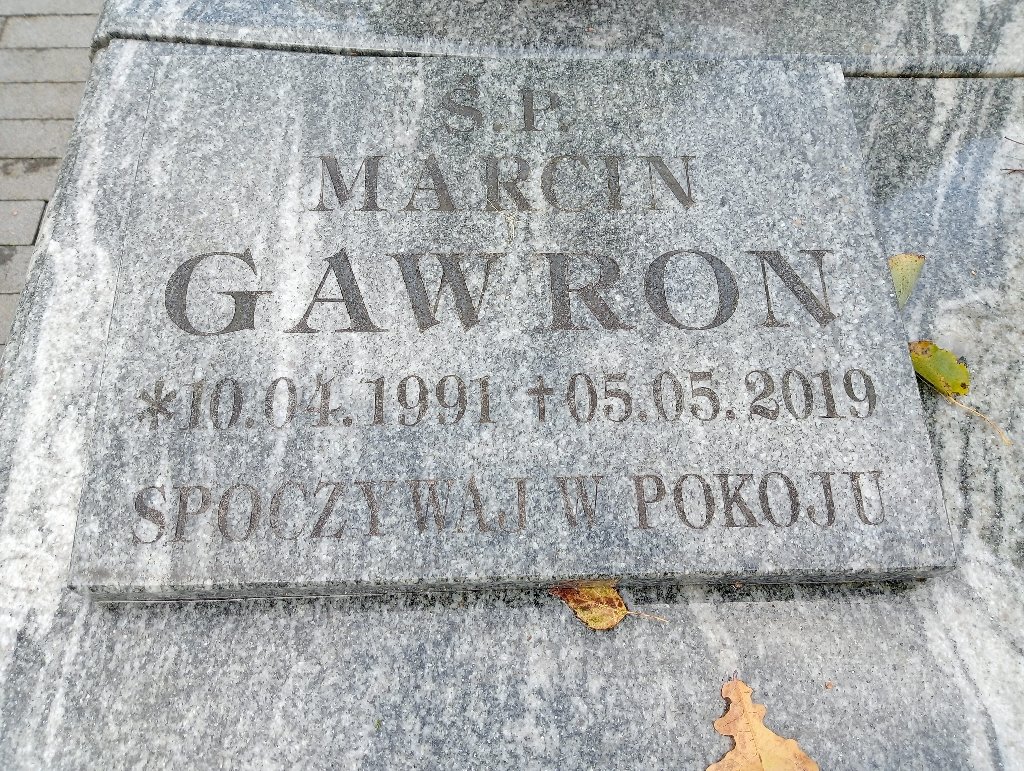 Ś.P.
MARCIN
GAWRON
*10.04.1991 †05.05.2019
SPOCZYWAJ W POKOJU